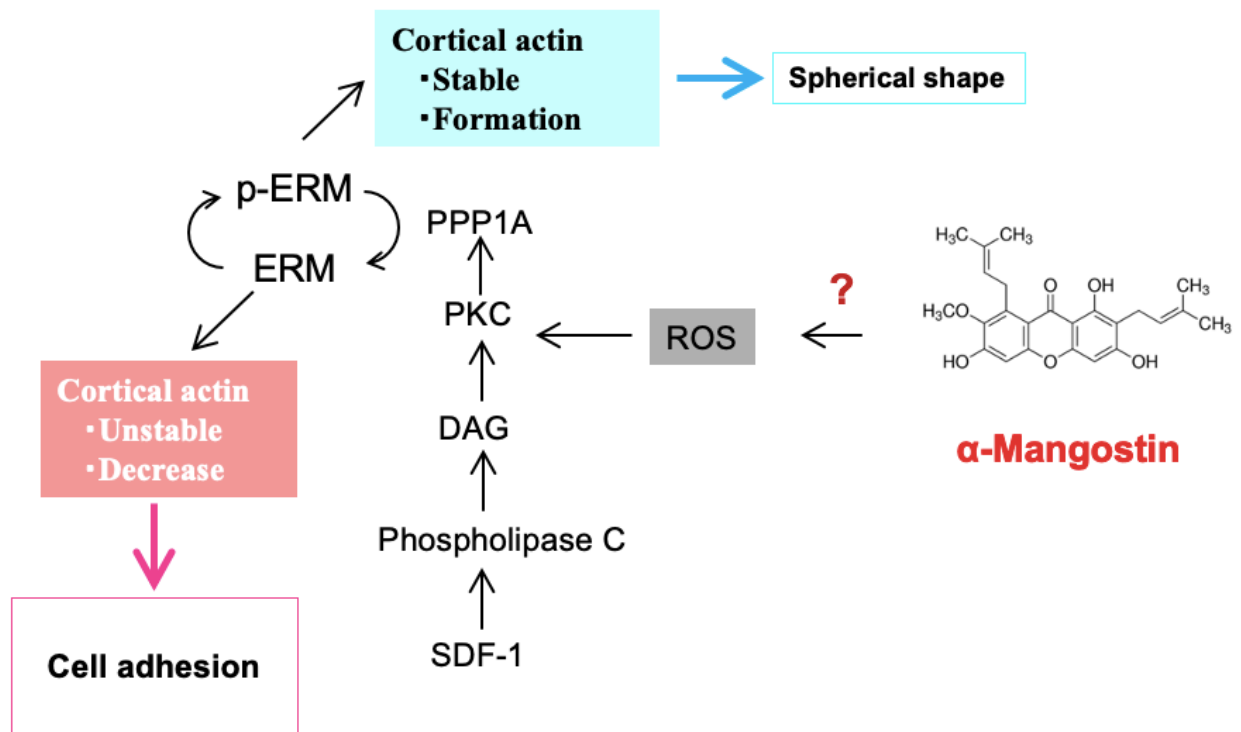 Cortical actin
・Stable
・Formation
Spherical shape
p-ERM
ERM
PPP1A
PKC
DAG
Phospholipase C
SDF-1
ROS
?
H₃C
CH₃
O
OH
CH₃
H₃CO
CH₃
HO
O
OH
α-Mangostin
Cortical actin
・Unstable
・Decrease
Cell adhesion